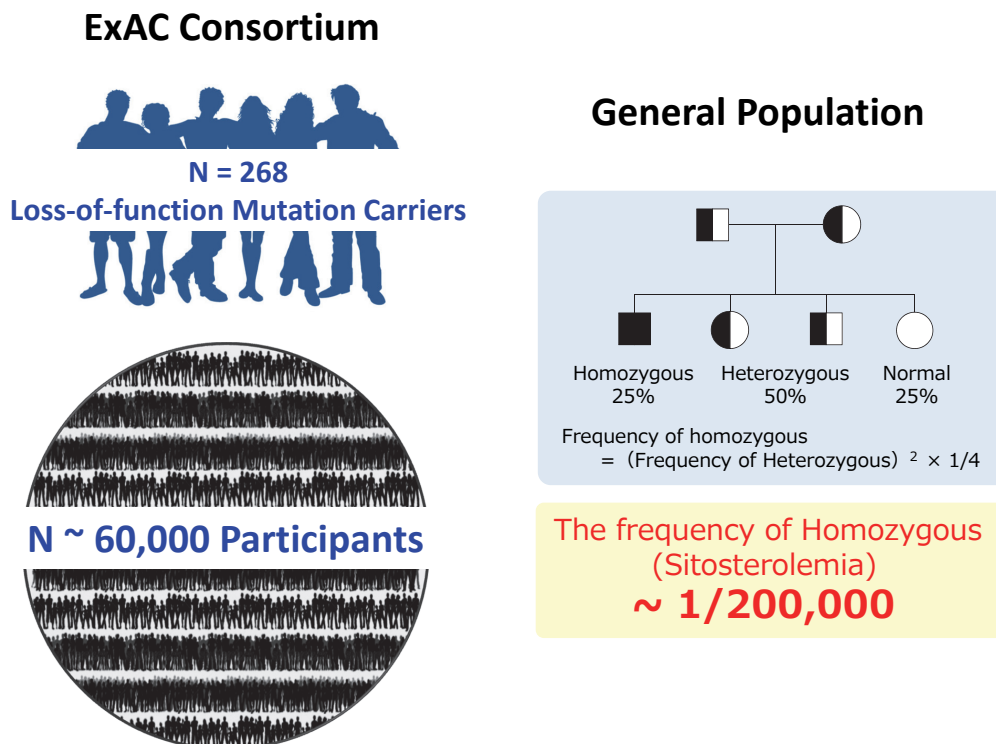 ExAC Consortium
N = 268
Loss-of-function Mutation Carriers
N ~ 60,000 Participants
General Population
Homozygous Heterozygous Normal
25% 50% 25%
Frequency of homozygous
= (Frequency of Heterozygous) ² × 1/4
The frequency of Homozygous
(Sitosterolemia)
~ 1/200,000